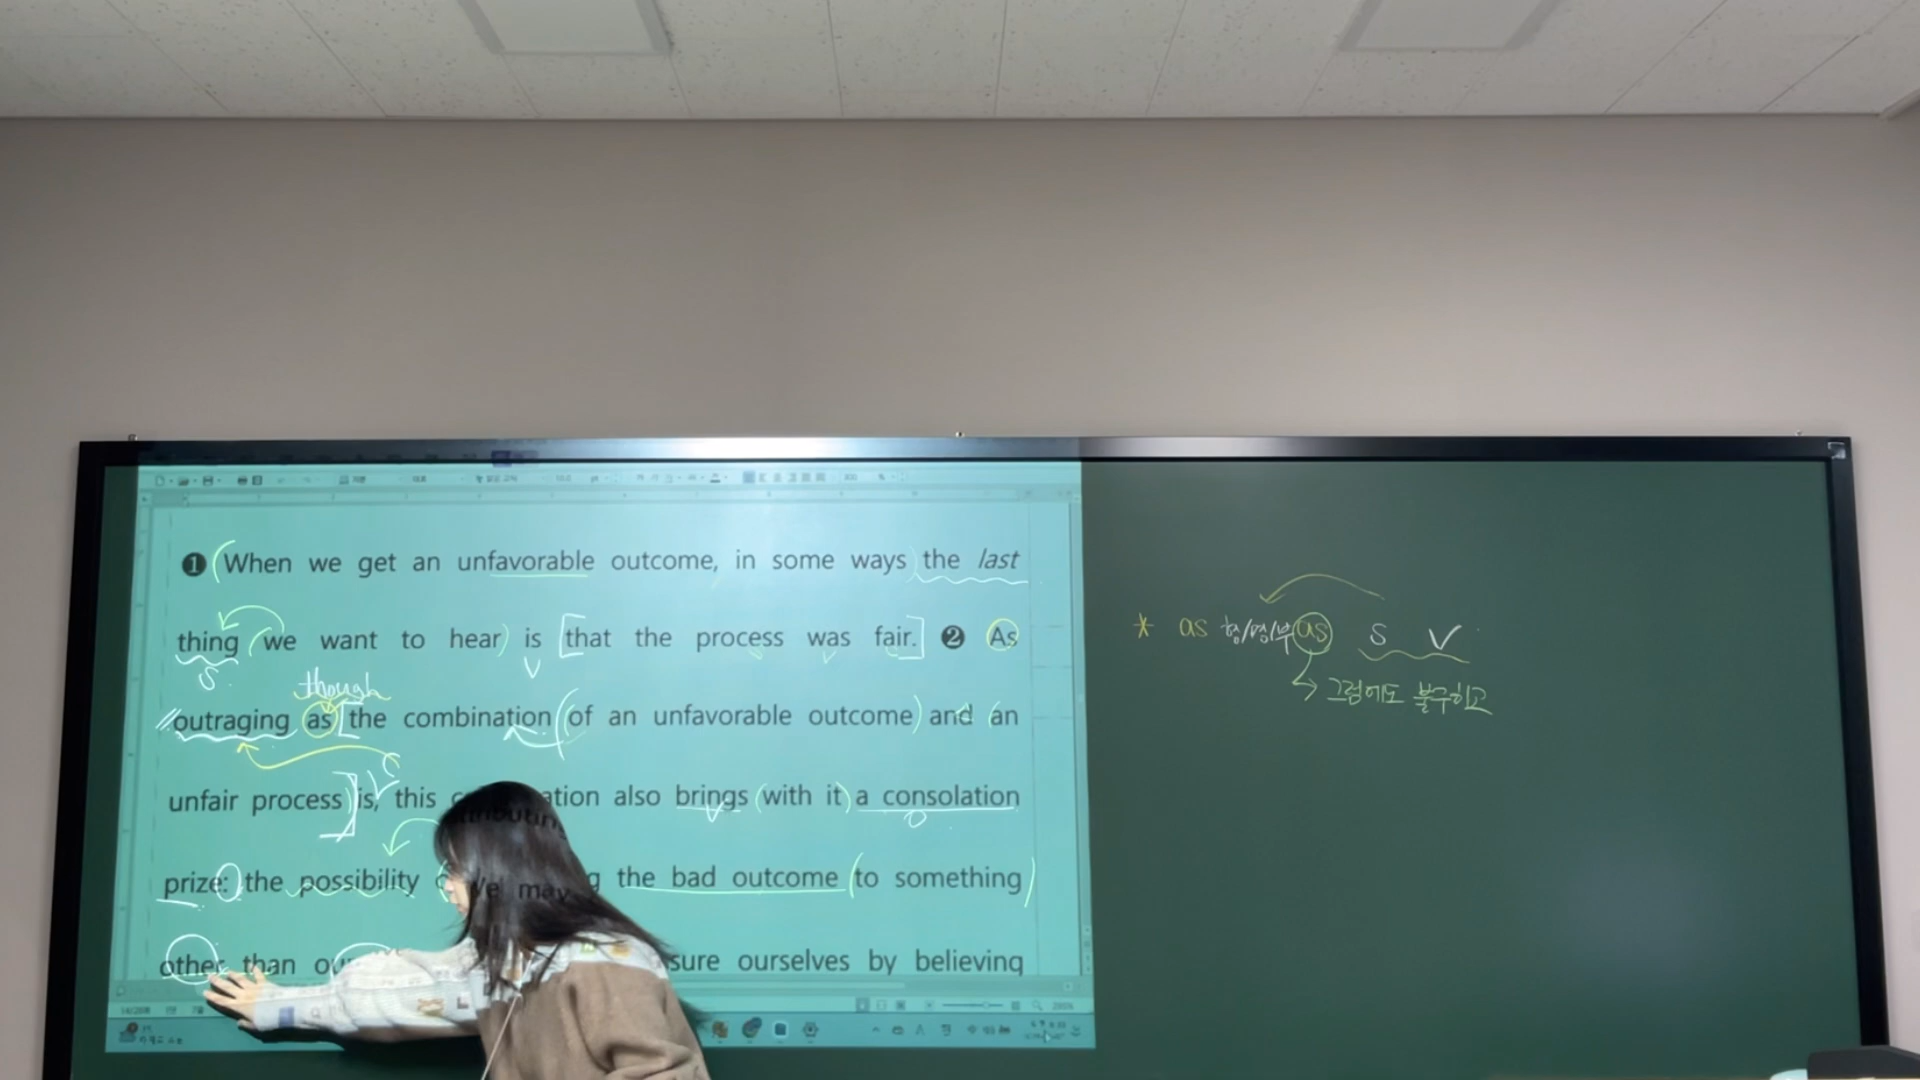 ❶ When we get an unfavorable outcome, in some ways the last
thing we want to hear is that the process was fair. ❷ As
S V
though
outraging as the combination of an unfavorable outcome) and an
unfair process is, this ation also brings with it a consolation
V O
prize: the possibility the bad outcome to something
We may
other than sure ourselves by believing
* as 형/명/부 as S V
→ 그럼에도 불구하고